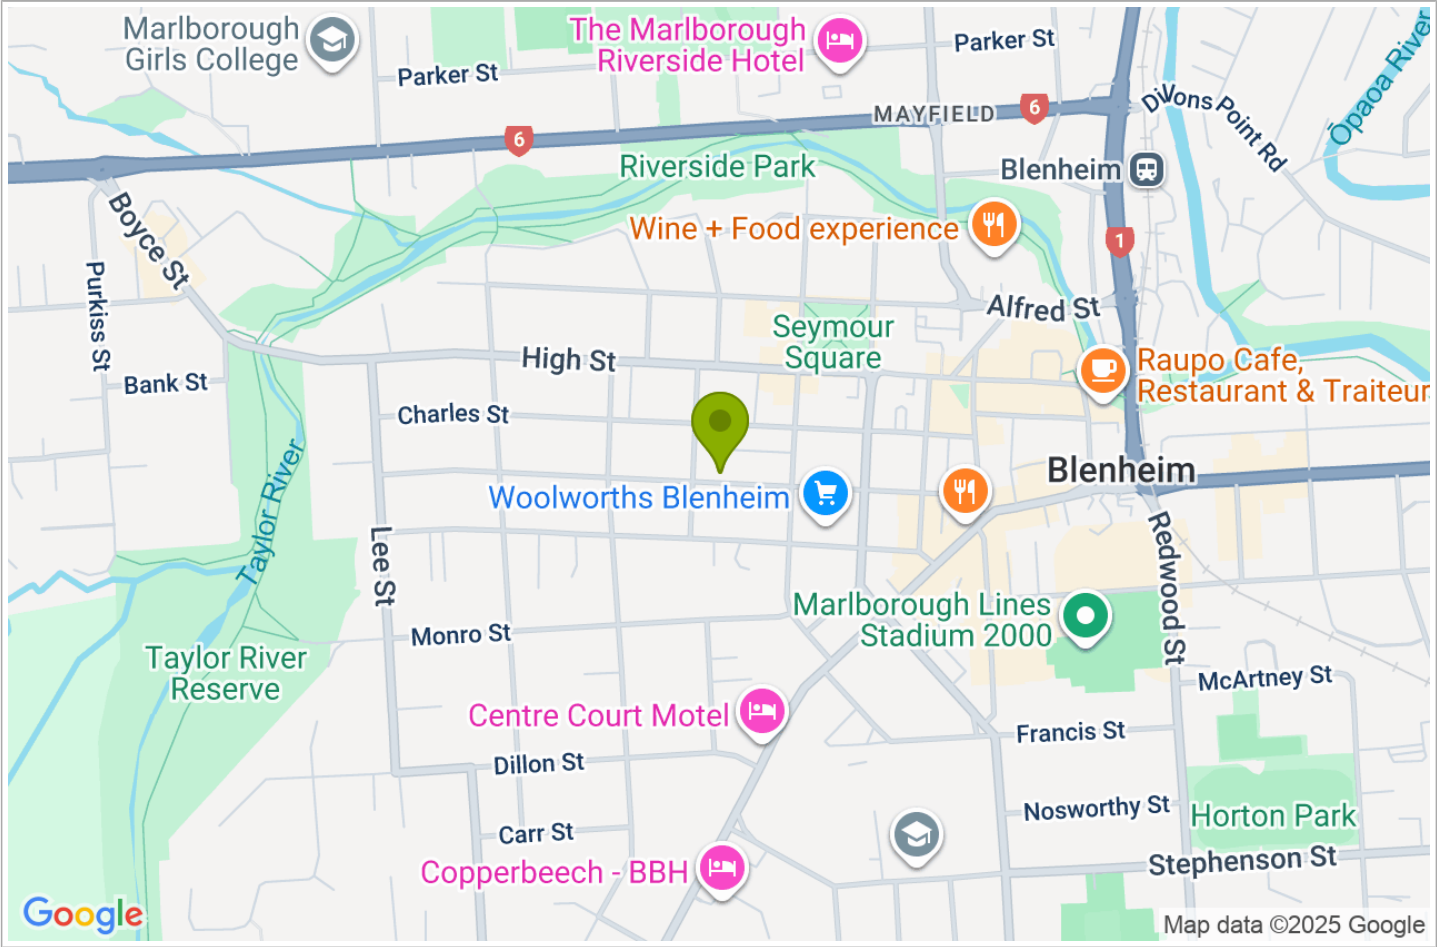 Marlborough
Girls College
The Marlborough
Riverside Hotel
Parker St
Parker St
MAYFIELD
6
6
Dillons Point Rd
Ōpaoa River
Riverside Park
Blenheim
Boyce St
Wine + Food experience
1
Purkiss St
Alfred St
Seymour
Square
High St
Raupo Cafe,
Restaurant & Traiteur
Bank St
Charles St
Taylor River
Blenheim
Woolworths Blenheim
Lee St
Redwood St
Marlborough Lines
Stadium 2000
Monro St
Taylor River
Reserve
McArtney St
Centre Court Motel
Francis St
Dillon St
Nosworthy St
Horton Park
Carr St
Stephenson St
Copperbeech - BBH
Google
Map data ©2025 Google